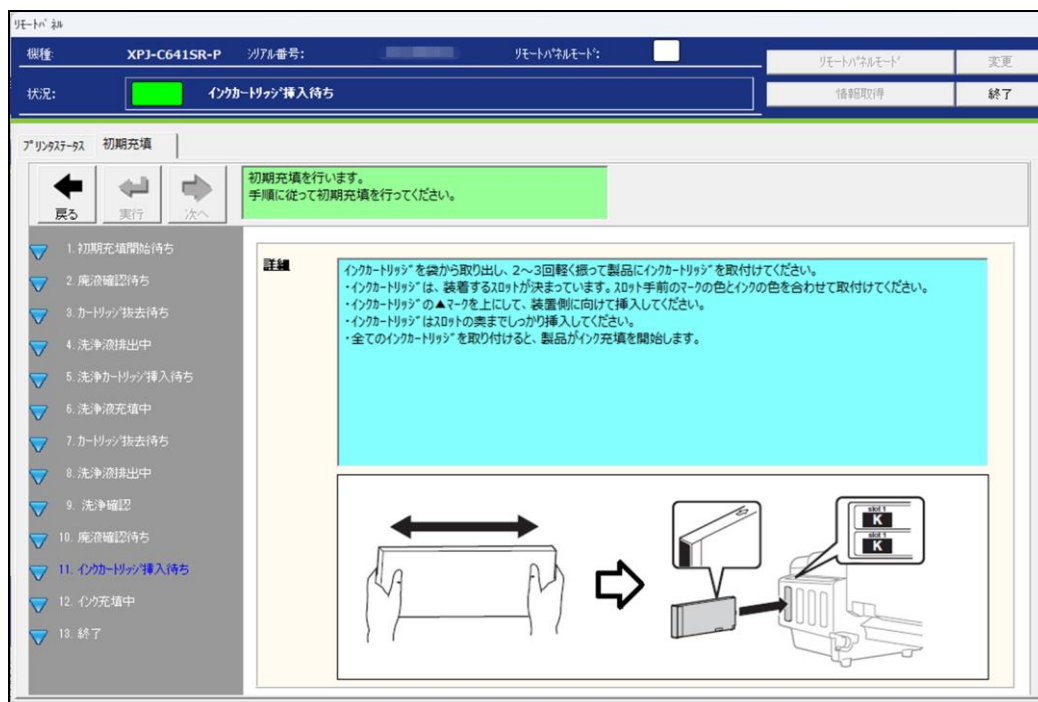 リモートパネル
機種: XPJ-C641SR-P シリアル番号: リモートパネルモード:
リモートパネルモード 変更
状況: インクカートリッジ挿入待ち
情報取得 終了
プリンタステータス 初期充填
戻る 実行 次へ
初期充填を行います。
手順に従って初期充填を行ってください。
1. 初期充填開始待ち
2. 廃液確認待ち
3. カートリッジ抜去待ち
4. 洗浄液排出中
5. 洗浄カートリッジ挿入待ち
6. 洗浄液充填中
7. カートリッジ抜去待ち
8. 洗浄液排出中
9. 洗浄確認
10. 廃液確認待ち
11. インクカートリッジ挿入待ち
12. インク充填中
13. 終了
詳細
インクカートリッジを袋から取り出し、2～3回軽く振って製品にインクカートリッジを取付けてください。
・インクカートリッジは、装着するスロットが決まっています。スロット手前のマークの色とインクの色を合わせて取付けてください。
・インクカートリッジの▲マークを上にして、装置側に向けて挿入してください。
・インクカートリッジはスロットの奥までしっかり挿入してください。
・全てのインクカートリッジを取り付けると、製品がインク充填を開始します。
slot 1
K
slot 1
K